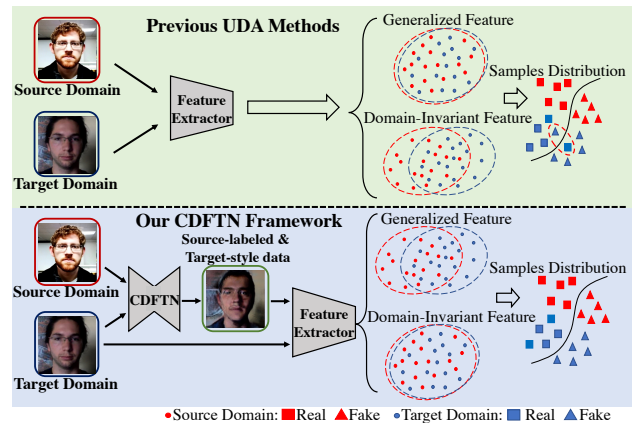 Previous UDA Methods
Generalized Feature
Source Domain
Feature
Extractor
Samples Distribution
Domain-Invariant Feature
Target Domain
Our CDFTN Framework
Generalized Feature
Source-labeled &
Target-style data
Source Domain
CDFTN
Samples Distribution
Feature
Extractor
Domain-Invariant Feature
Target Domain
Source Domain: Real Fake Target Domain: Real Fake